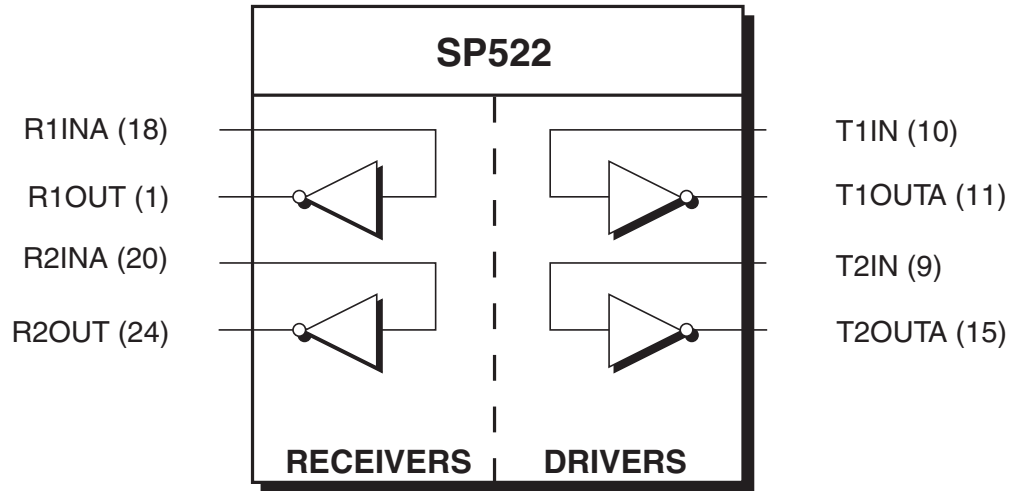 SP522
R1INA (18)
R1OUT (1)
R2INA (20)
R2OUT (24)
T1IN (10)
T1OUTA (11)
T2IN (9)
T2OUTA (15)
RECEIVERS
DRIVERS